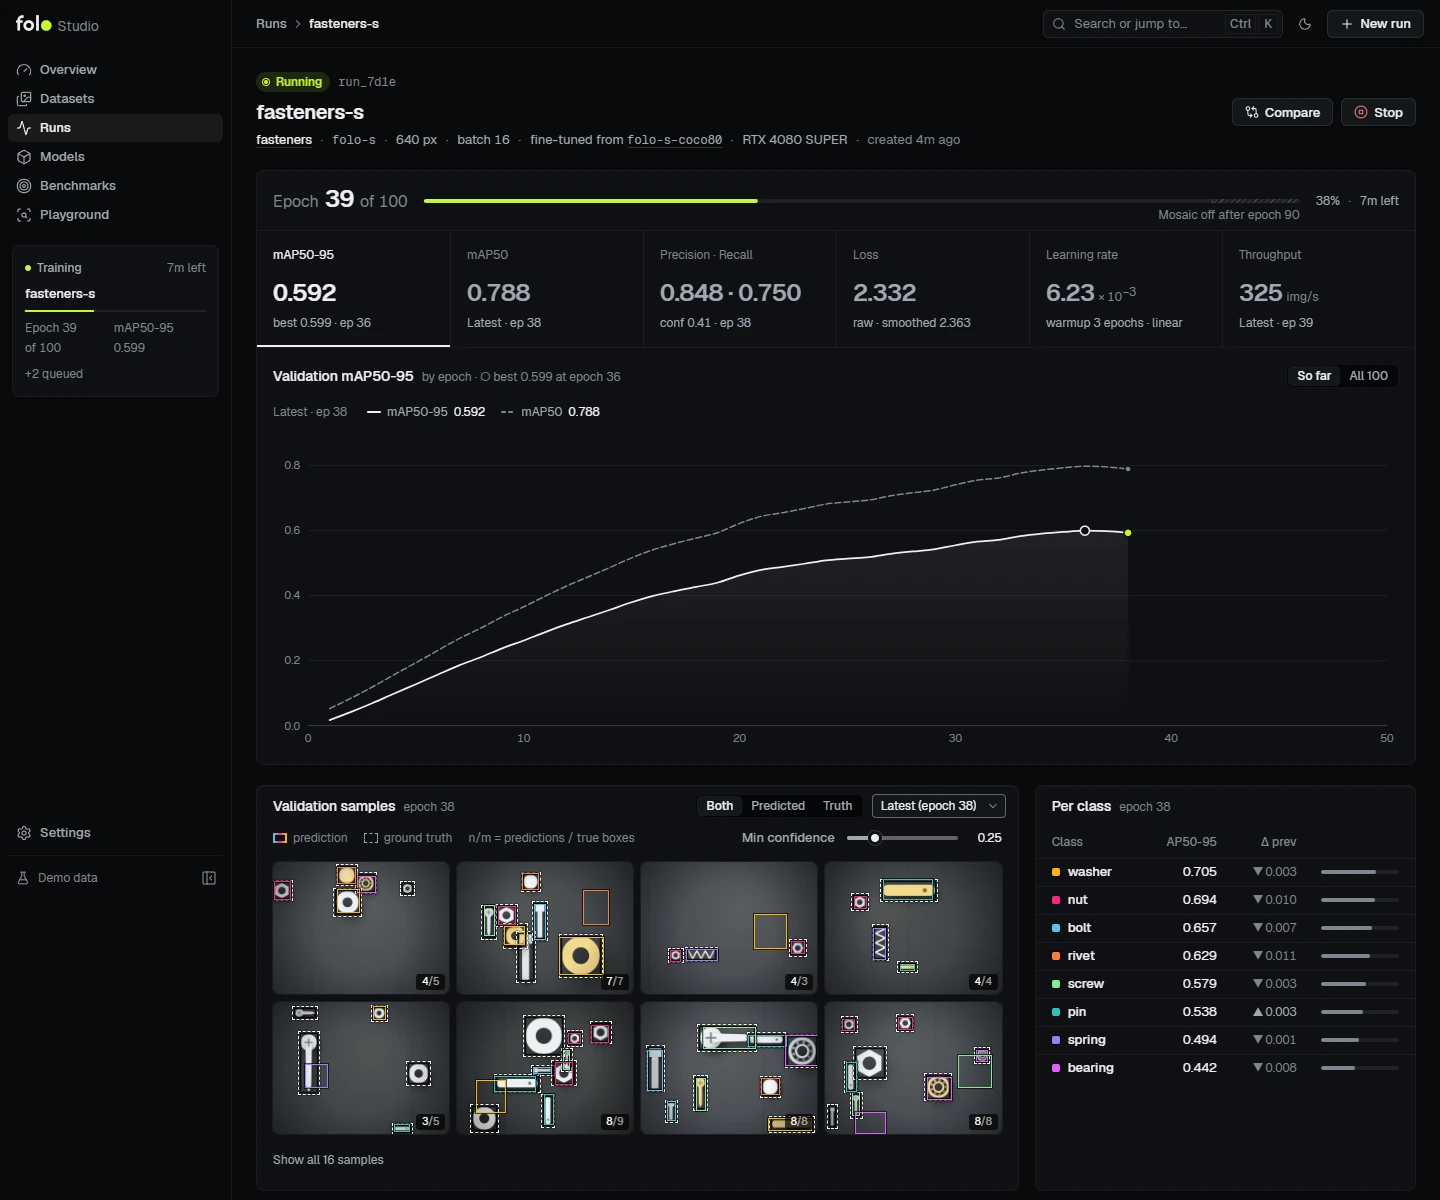 folo Studio
Overview
Datasets
Runs
Models
Benchmarks
Playground
Training 7m left
fasteners-s
Epoch 39 of 100
mAP50-95 0.599
+2 queued
Settings
Demo data
Runs > fasteners-s
Search or jump to... Ctrl K
+ New run
Running run_7d1e
fasteners-s
Compare Stop
fasteners · folo-s · 640 px · batch 16 · fine-tuned from folo-s-coco80 · RTX 4080 SUPER · created 4m ago
Epoch 39 of 100
38% · 7m left
Mosaic off after epoch 90
mAP50-95
0.592
best 0.599 · ep 36
mAP50
0.788
Latest · ep 38
Precision · Recall
0.848 · 0.750
conf 0.41 · ep 38
Loss
2.332
raw · smoothed 2.363
Learning rate
6.23 × 10⁻³
warmup 3 epochs · linear
Throughput
325 img/s
Latest · ep 39
Validation mAP50-95 by epoch · O best 0.599 at epoch 36
So far All 100
Latest · ep 38 mAP50-95 0.592 mAP50 0.788
0.8
0.6
0.4
0.2
0.0
0 10 20 30 40 50
Validation samples epoch 38
Both Predicted Truth Latest (epoch 38)
prediction ground truth n/m = predictions / true boxes
Min confidence 0.25
4/5 7/7 4/3 4/4
3/5 8/9 8/8 8/8
Show all 16 samples
Per class epoch 38
Class AP50-95 Δ prev
washer 0.705 ▼0.003
nut 0.694 ▼0.010
bolt 0.657 ▼0.007
rivet 0.629 ▼0.011
screw 0.579 ▼0.003
pin 0.538 ▲0.003
spring 0.494 ▼0.001
bearing 0.442 ▼0.008